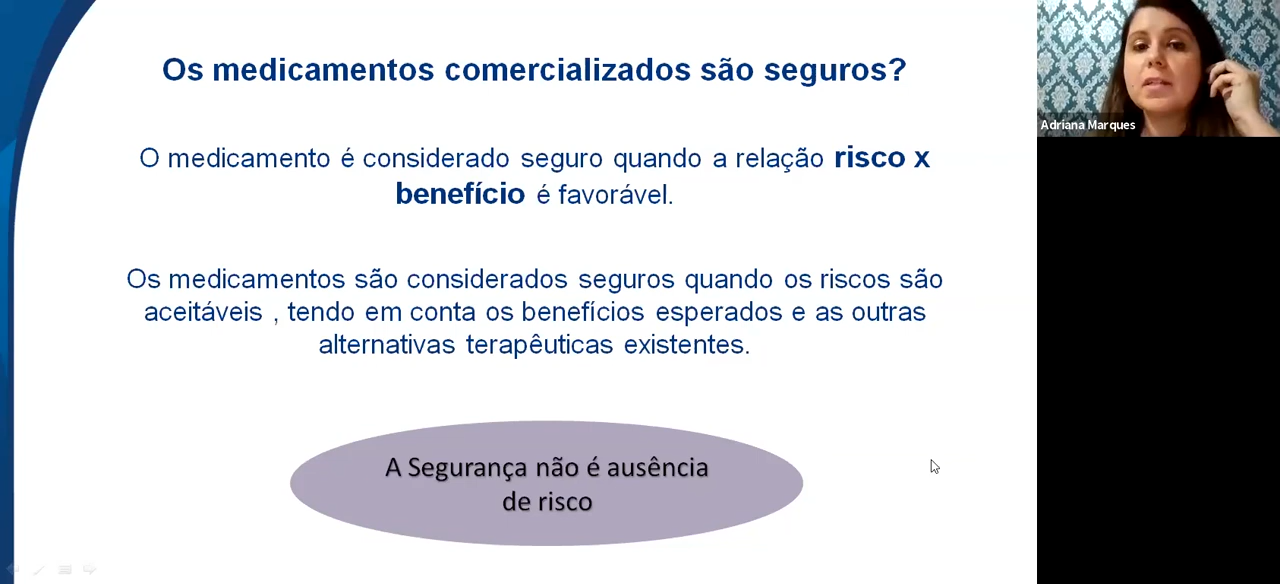 Os medicamentos comercializados são seguros?
O medicamento é considerado seguro quando a relação risco x
benefício é favorável.
Os medicamentos são considerados seguros quando os riscos são
aceitáveis , tendo em conta os benefícios esperados e as outras
alternativas terapêuticas existentes.
A Segurança não é ausência
de risco
Adriana Marques